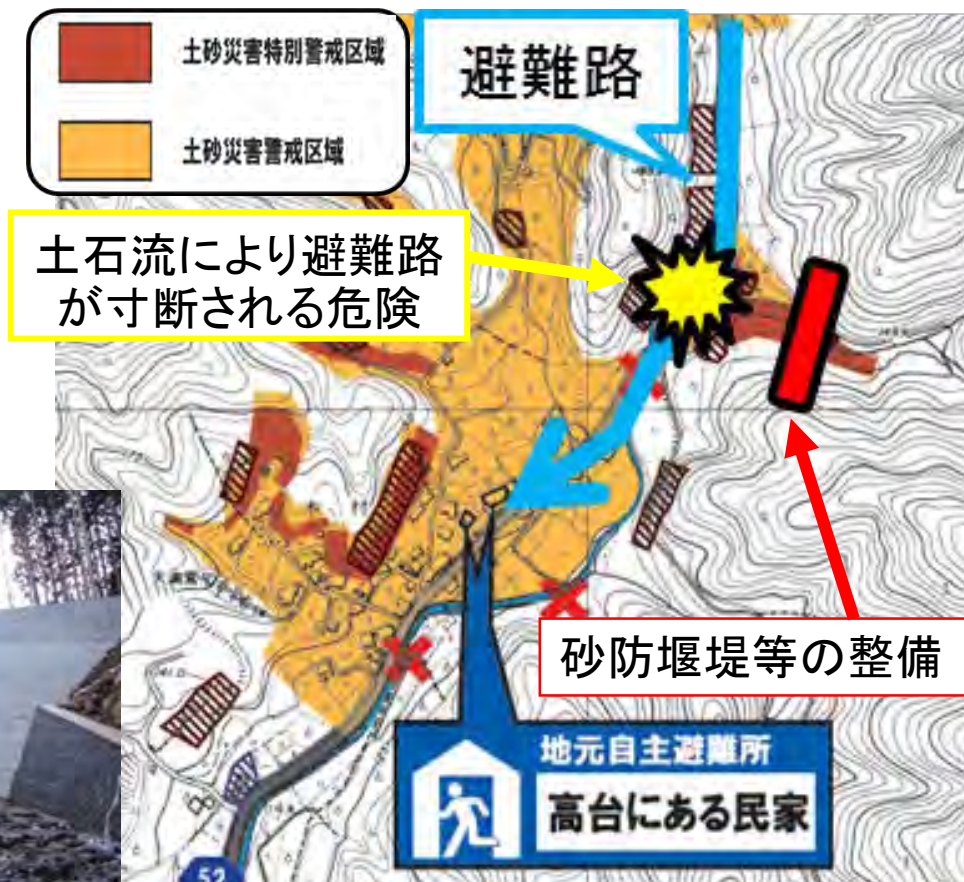 土砂災害特別警戒区域
土砂災害警戒区域
避難路
土石流により避難路
が寸断される危険
砂防堰堤等の整備
地元自主避難所
高台にある民家
52